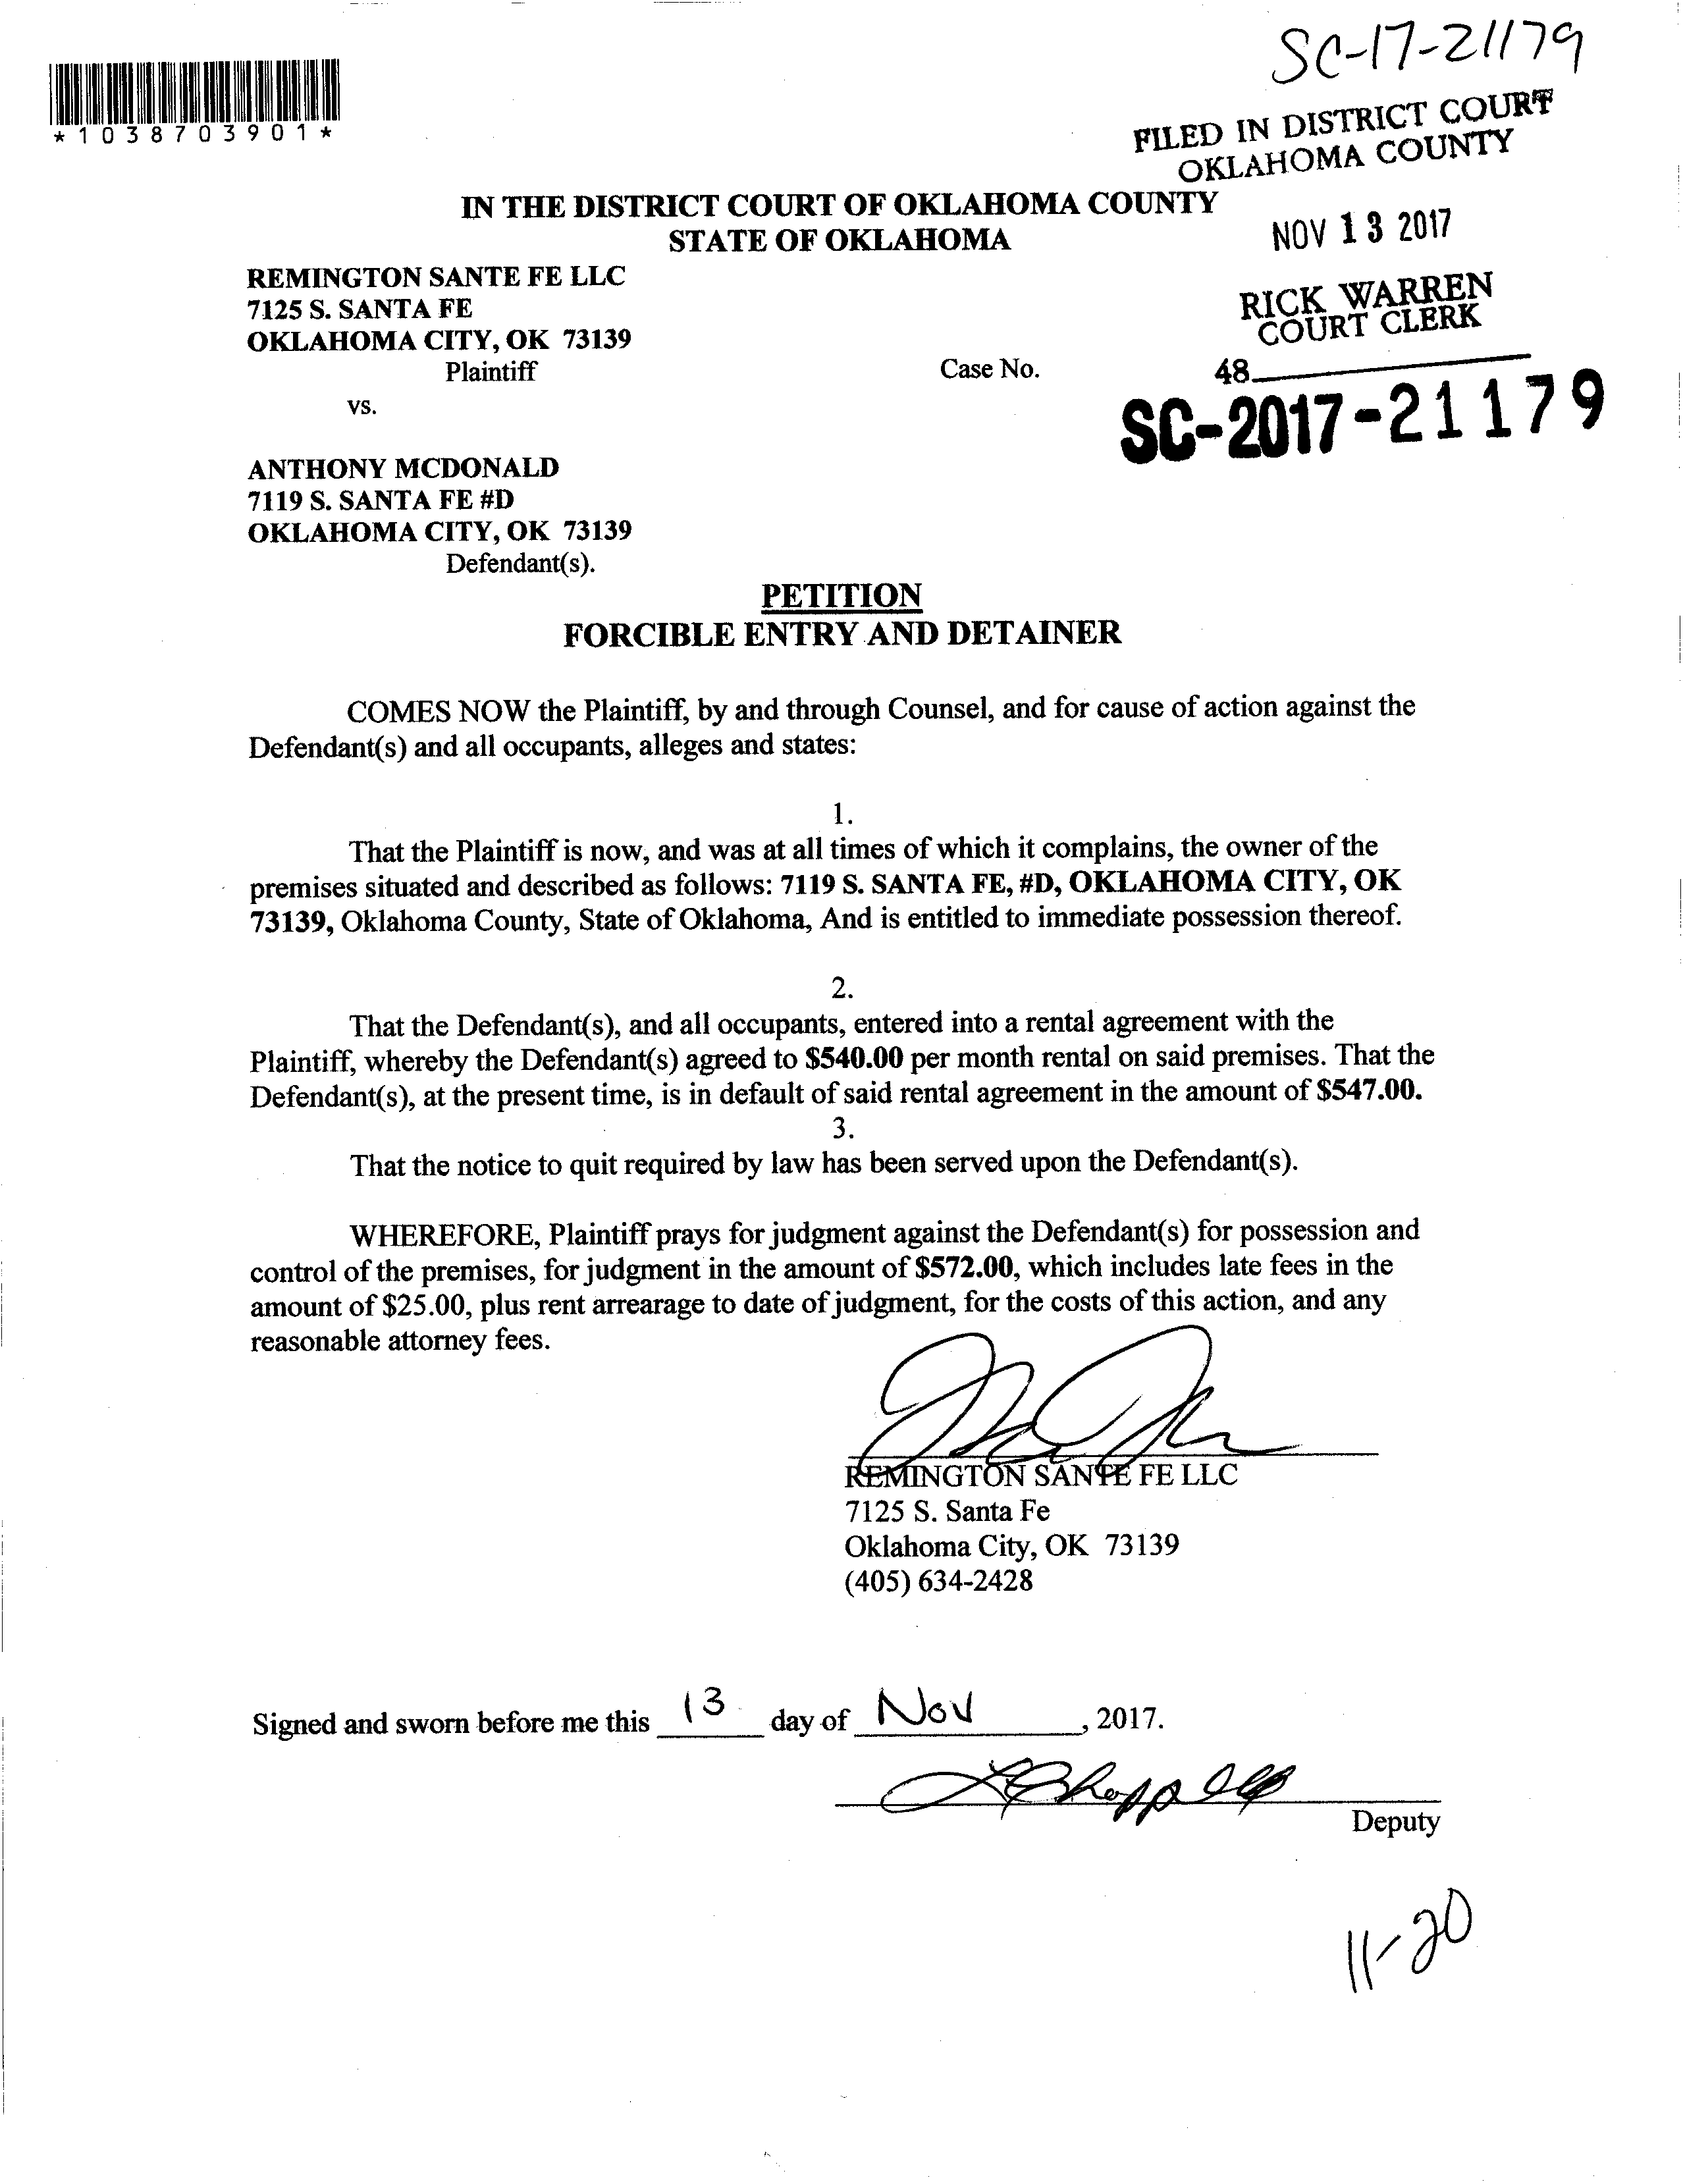 SC-17-21179
*1038703901*
FILED IN DISTRICT COURT
OKLAHOMA COUNTY
IN THE DISTRICT COURT OF OKLAHOMA COUNTY
STATE OF OKLAHOMA
NOV 13 2017
REMINGTON SANTE FE LLC
7125 S. SANTA FE
OKLAHOMA CITY, OK 73139
Plaintiff
RICK WARREN
COURT CLERK
Case No.
48
vs.
SC-2017-21179
ANTHONY MCDONALD
7119 S. SANTA FE #D
OKLAHOMA CITY, OK 73139
Defendant(s).
PETITION
FORCIBLE ENTRY AND DETAINER
COMES NOW the Plaintiff, by and through Counsel, and for cause of action against the
Defendant(s) and all occupants, alleges and states:
1.
That the Plaintiff is now, and was at all times of which it complains, the owner of the
premises situated and described as follows: 7119 S. SANTA FE, #D, OKLAHOMA CITY, OK
73139, Oklahoma County, State of Oklahoma, And is entitled to immediate possession thereof.
2.
That the Defendant(s), and all occupants, entered into a rental agreement with the
Plaintiff, whereby the Defendant(s) agreed to $540.00 per month rental on said premises. That the
Defendant(s), at the present time, is in default of said rental agreement in the amount of $547.00.
3.
That the notice to quit required by law has been served upon the Defendant(s).
WHEREFORE, Plaintiff prays for judgment against the Defendant(s) for possession and
control of the premises, for judgment in the amount of $572.00, which includes late fees in the
amount of $25.00, plus rent arrearage to date of judgment, for the costs of this action, and any
reasonable attorney fees.
REMINGTON SANTE FE LLC
7125 S. Santa Fe
Oklahoma City, OK 73139
(405) 634-2428
Signed and sworn before me this 13 day of Nov, 2017.
Deputy
11-20